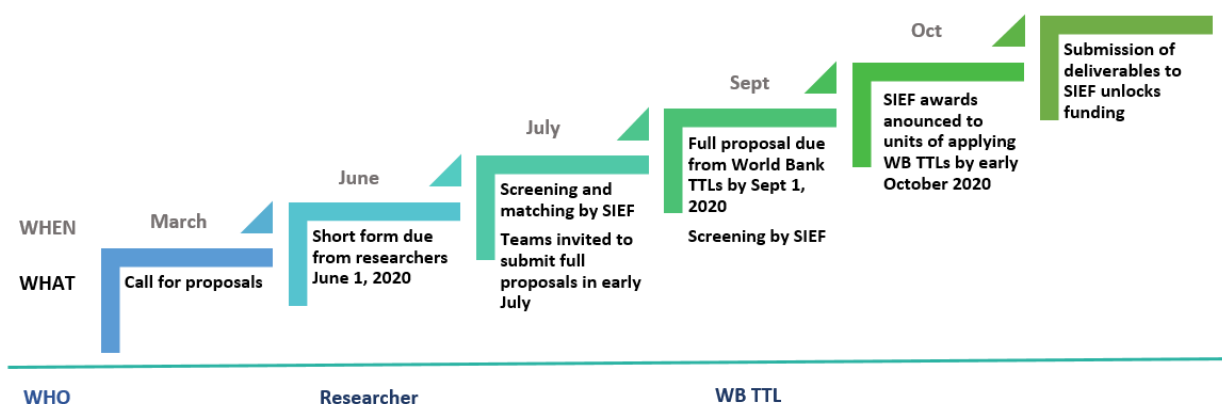 WHEN
WHAT
March
Call for proposals
June
Short form due
from researchers
June 1, 2020
July
Screening and
matching by SIEF
Teams invited to
submit full
proposals in early
July
Sept
Full proposal due
from World Bank
TTLs by Sept 1,
2020
Screening by SIEF
Oct
SIEF awards
anounced to
units of applying
WB TTLs by early
October 2020
Submission of
deliverables to
SIEF unlocks
funding
WHO
Researcher
WB TTL